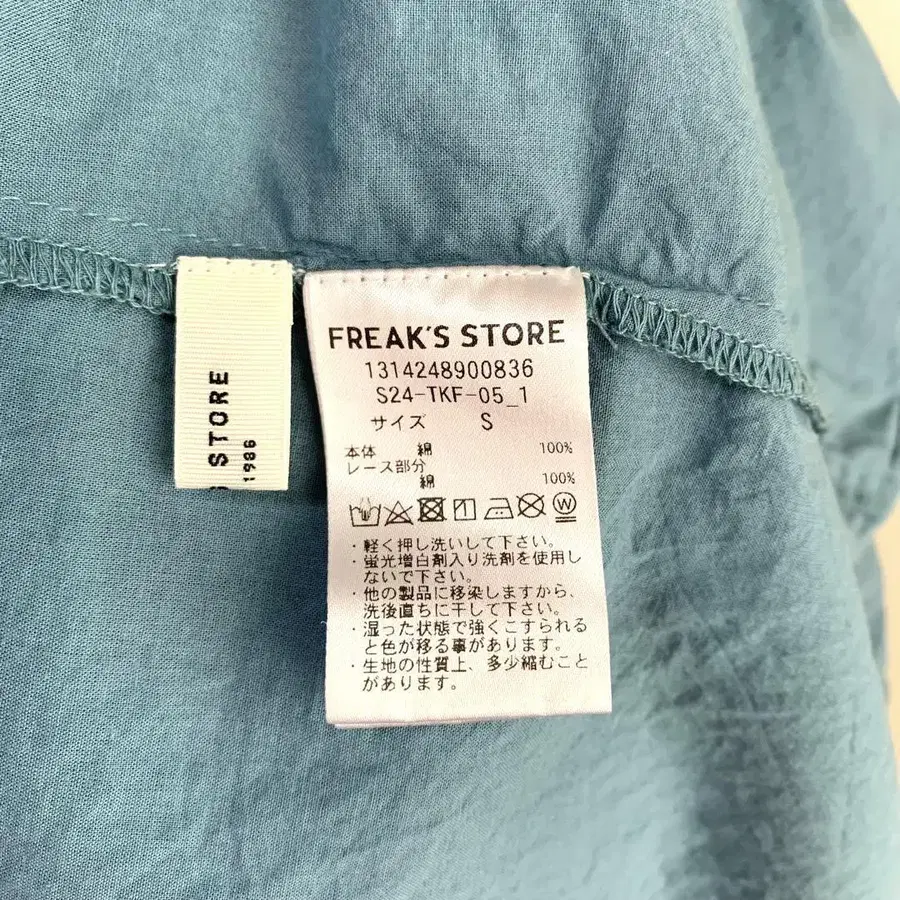 STORE
1986
FREAK'S STORE
1314248900836
S24-TKF-05_1
サイズ S
本体 綿 100%
レース部分
綿 100%
W
・軽く押し洗いして下さい。
・蛍光増白剤入り洗剤を使用し
ないで下さい。
・他の製品に移染しますから、
洗後直ちに干して下さい。
・湿った状態で強くこすられる
と色が移る事があります。
・生地の性質上、多少縮むこと
があります。